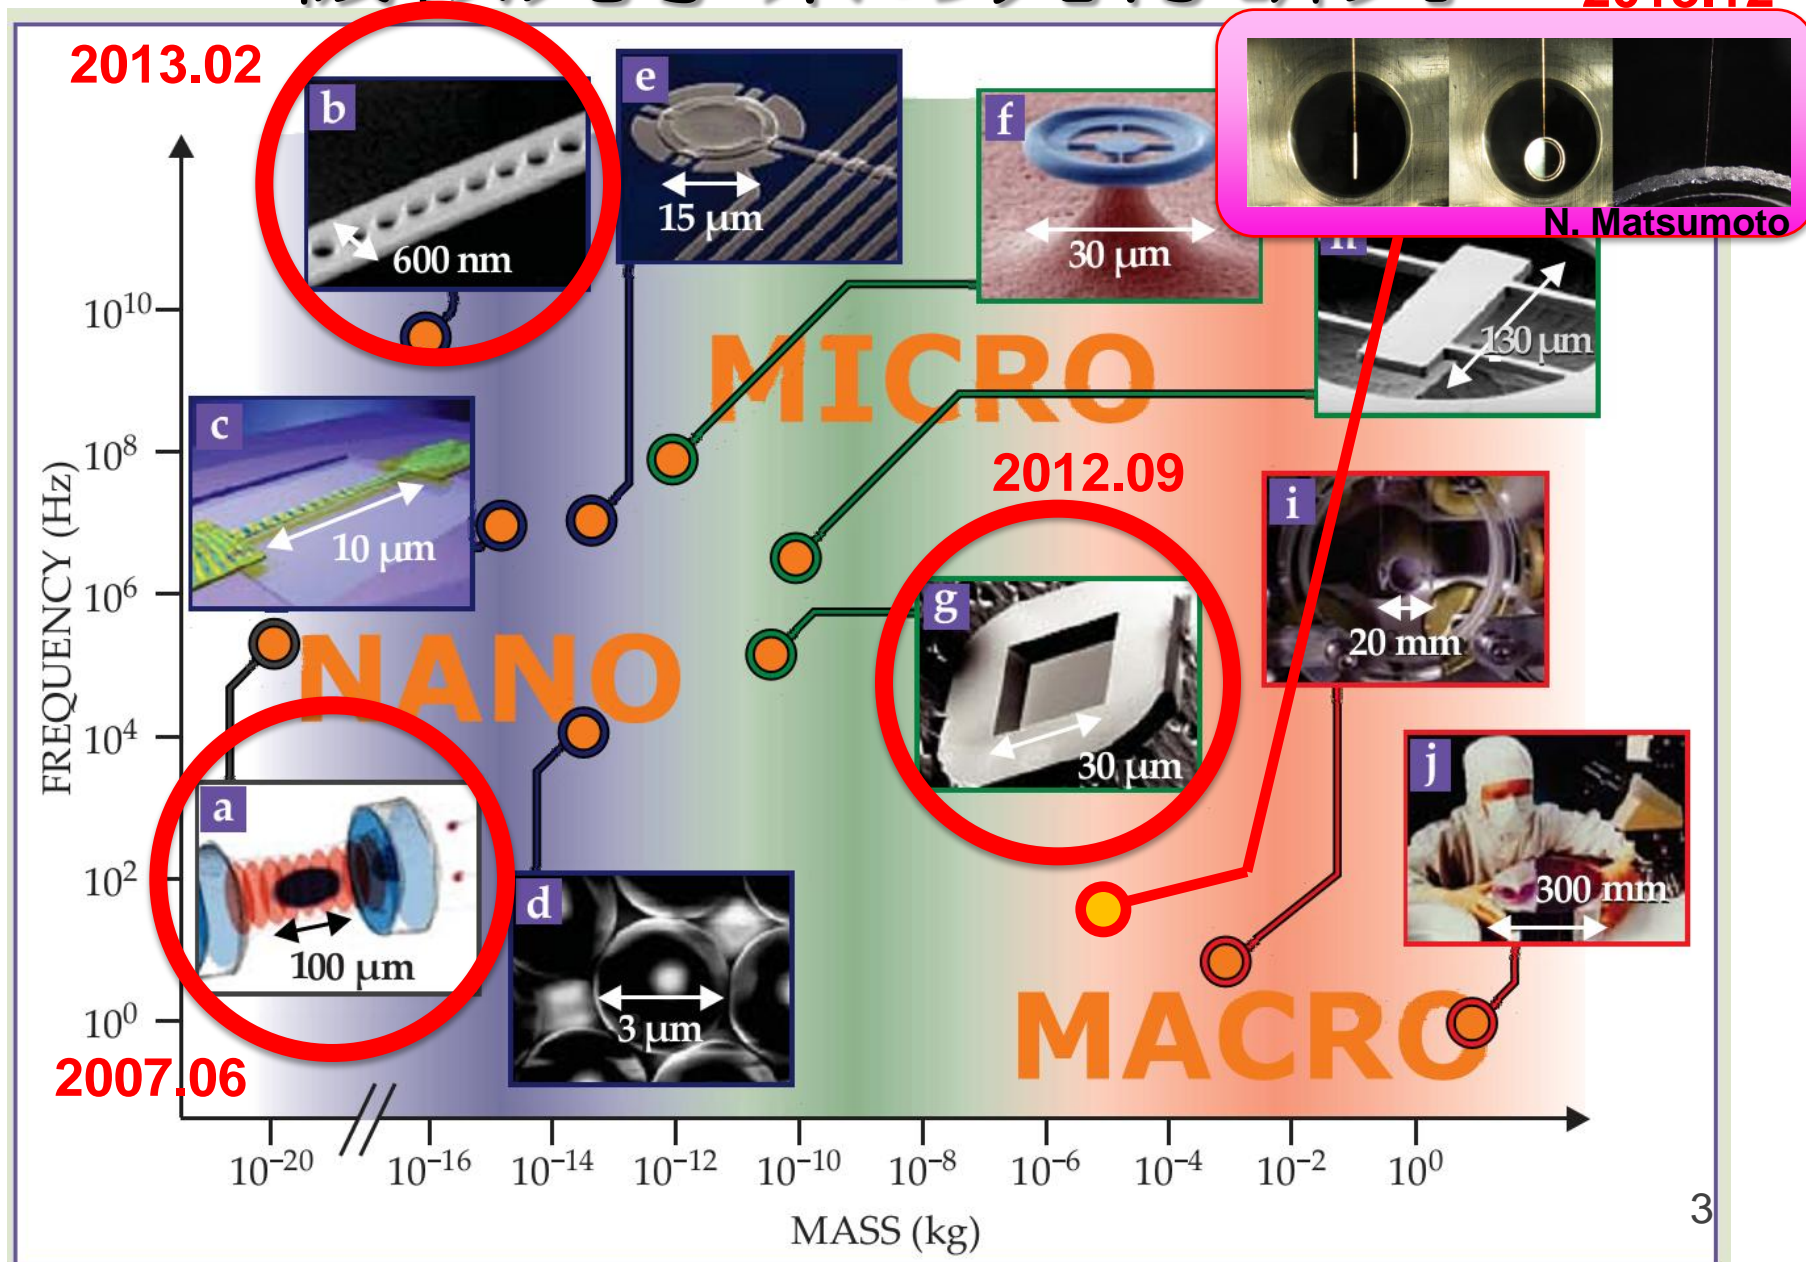 2013.02
b
600 nm
e
15 µm
f
30 µm
N. Matsumoto
130 µm
FREQUENCY (Hz)
10¹⁰
10⁸
10⁶
10⁴
10²
10⁰
MICRO
c
10 µm
2012.09
i
20 mm
NANO
g
30 µm
j
300 mm
a
100 µm
d
3 µm
2007.06
MACRO
10⁻²⁰
10⁻¹⁶
10⁻¹⁴
10⁻¹²
10⁻¹⁰
10⁻⁸
10⁻⁶
10⁻⁴
10⁻²
10⁰
MASS (kg)
3